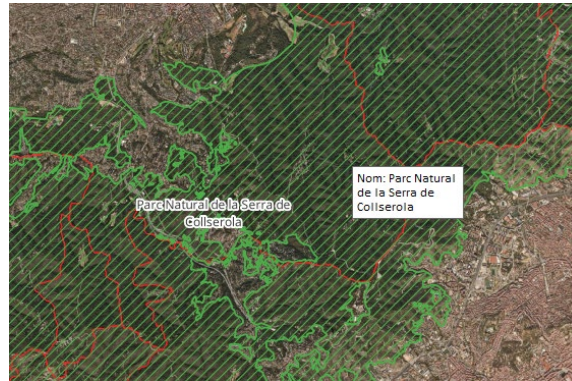 Parc Natural de la Serra de
Collserola
Nom: Parc Natural
de la Serra de
Collserola